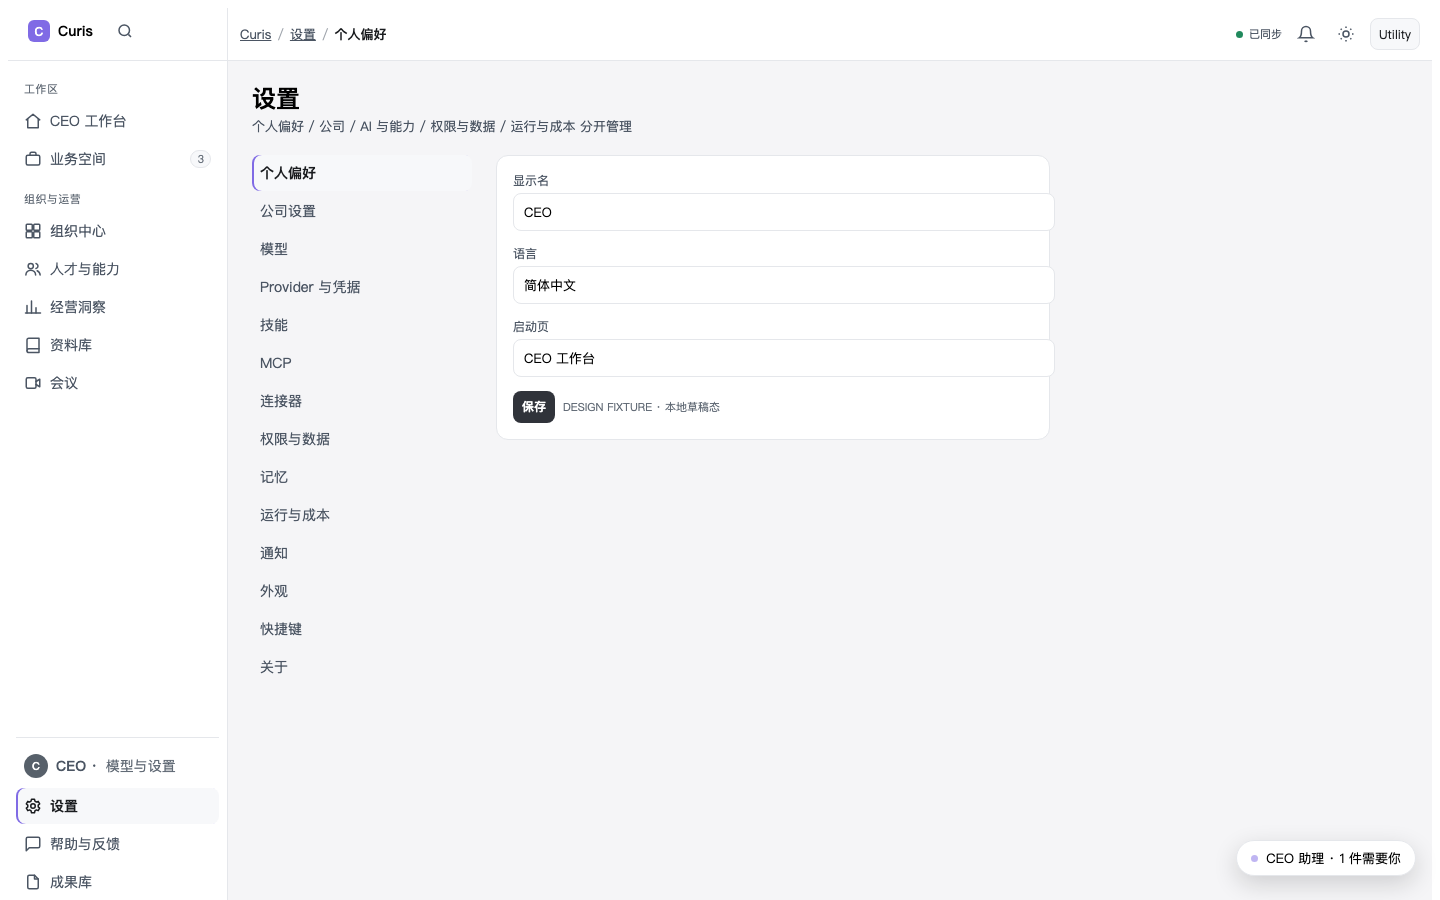 C Curis
Curis / 设置 / 个人偏好
已同步
Utility
工作区
CEO 工作台
业务空间 3
组织与运营
组织中心
人才与能力
经营洞察
资料库
会议
设置
个人偏好 / 公司 / AI 与能力 / 权限与数据 / 运行与成本 分开管理
个人偏好
公司设置
模型
Provider 与凭据
技能
MCP
连接器
权限与数据
记忆
运行与成本
通知
外观
快捷键
关于
显示名
CEO
语言
简体中文
启动页
CEO 工作台
保存 DESIGN FIXTURE · 本地草稿态
C CEO · 模型与设置
设置
帮助与反馈
成果库
CEO 助理 · 1 件需要你